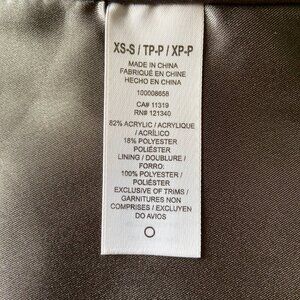 XS-S / TP-P / XP-P
MADE IN CHINA
FABRIQUÉ EN CHINE
HECHO EN CHINA
100008658
CA# 11319
RN# 121340
82% ACRYLIC / ACRYLIQUE
/ ACRÍLICO
18% POLYESTER
POLIÉSTER
LINING / DOUBLURE /
FORRO:
100% POLYESTER /
POLIÉSTER
EXCLUSIVE OF TRIMS /
GARNITURES NON
COMPRISES / EXCLUYEN
DO AVIOS